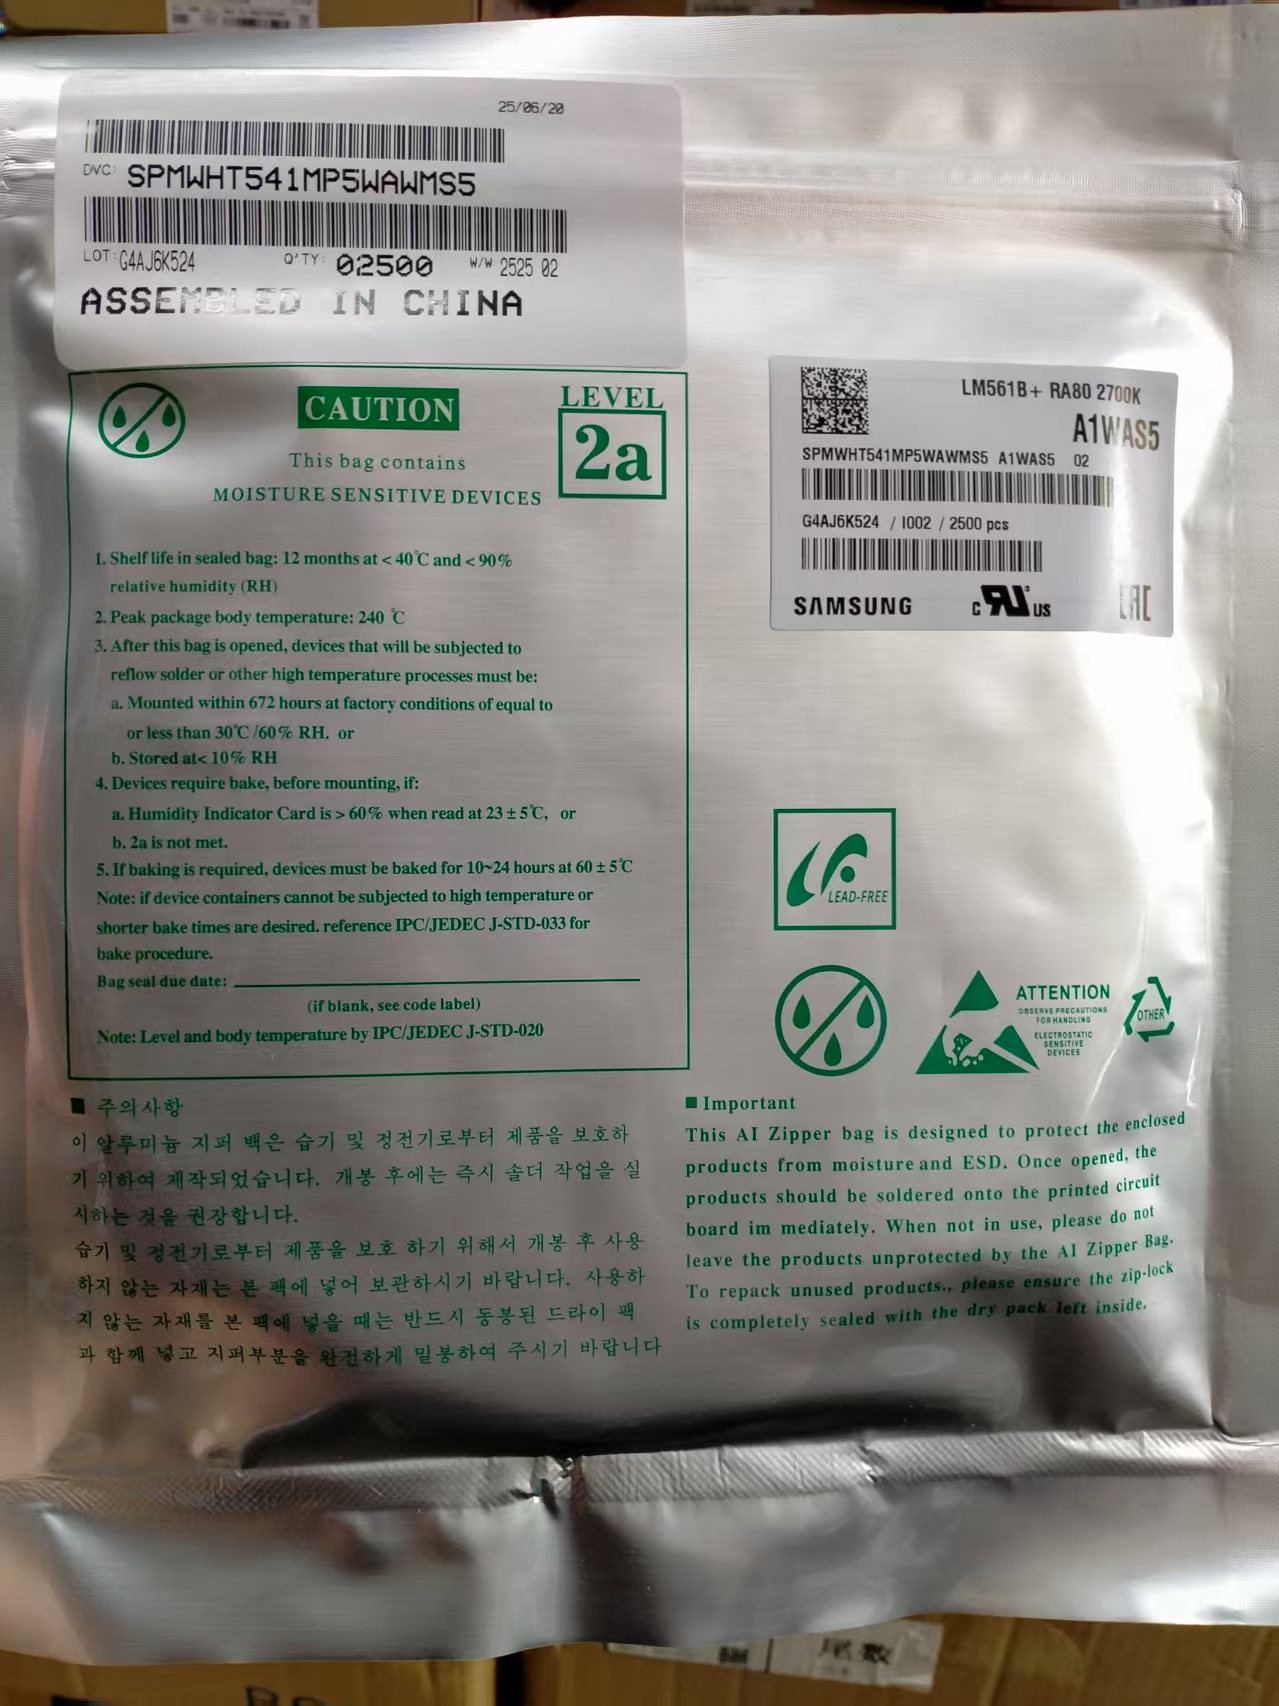 25/06/20
DVC: SPMWHT541MP5WAWMS5
LOT: G4AJ6K524 Q'TY: 02500 W/W 2525 02
ASSEMBLED IN CHINA
CAUTION
LEVEL
2a
This bag contains
MOISTURE SENSITIVE DEVICES
1. Shelf life in sealed bag: 12 months at < 40℃ and < 90%
relative humidity (RH)
2. Peak package body temperature: 240 ℃
3. After this bag is opened, devices that will be subjected to
reflow solder or other high temperature processes must be:
a. Mounted within 672 hours at factory conditions of equal to
or less than 30℃ /60% RH. or
b. Stored at< 10% RH
4. Devices require bake, before mounting, if:
a. Humidity Indicator Card is > 60% when read at 23 ± 5℃, or
b. 2a is not met.
5. If baking is required, devices must be baked for 10~24 hours at 60 ± 5℃
Note: if device containers cannot be subjected to high temperature or
shorter bake times are desired. reference IPC/JEDEC J-STD-033 for
bake procedure.
Bag seal due date:
(if blank, see code label)
Note: Level and body temperature by IPC/JEDEC J-STD-020
LM561B+ RA80 2700K
A1WAS5
SPMWHT541MP5WAWMS5 A1WAS5 02
G4AJ6K524 / I002 / 2500 pcs
SAMSUNG
c RU US
EAC
LEAD-FREE
ATTENTION
OBSERVE PRECAUTIONS
FOR HANDLING
ELECTROSTATIC
SENSITIVE
DEVICES
OTHER
■ 주의사항
이 알루미늄 지퍼 백은 습기 및 정전기로부터 제품을 보호하
기 위하여 제작되었습니다. 개봉 후에는 즉시 솔더 작업을 실
시하는 것을 권장합니다.
습기 및 정전기로부터 제품을 보호 하기 위해서 개봉 후 사용
하지 않는 자재는 본 팩에 넣어 보관하시기 바랍니다. 사용하
지 않는 자재를 본 팩에 넣을 때는 반드시 동봉된 드라이 팩
과 함께 넣고 지퍼부분을 완전하게 밀봉하여 주시기 바랍니다
■ Important
This AI Zipper bag is designed to protect the enclosed
products from moisture and ESD. Once opened, the
products should be soldered onto the printed circuit
board im mediately. When not in use, please do not
leave the products unprotected by the AI Zipper Bag.
To repack unused products., please ensure the zip-lock
is completely sealed with the dry pack left inside.
尾数